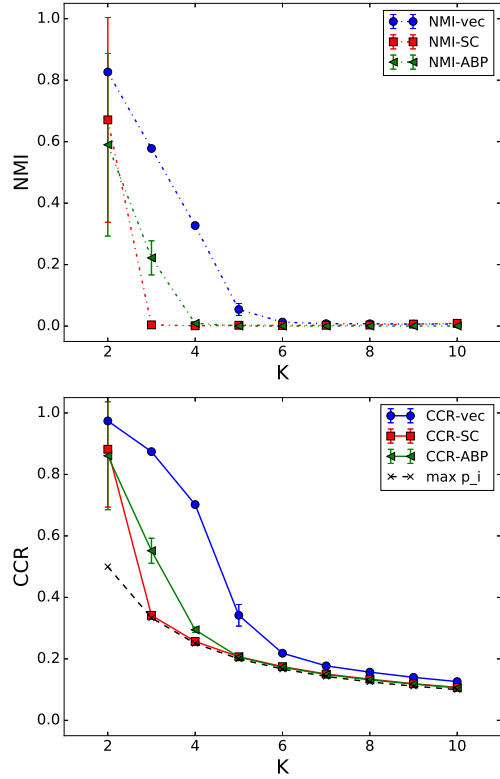 1.0
0.8
0.6
0.4
0.2
0.0
NMI
NMI-vec
NMI-SC
NMI-ABP
2 4 6 8 10
K
1.0
0.8
0.6
0.4
0.2
0.0
CCR
CCR-vec
CCR-SC
CCR-ABP
max p_i
2 4 6 8 10
K